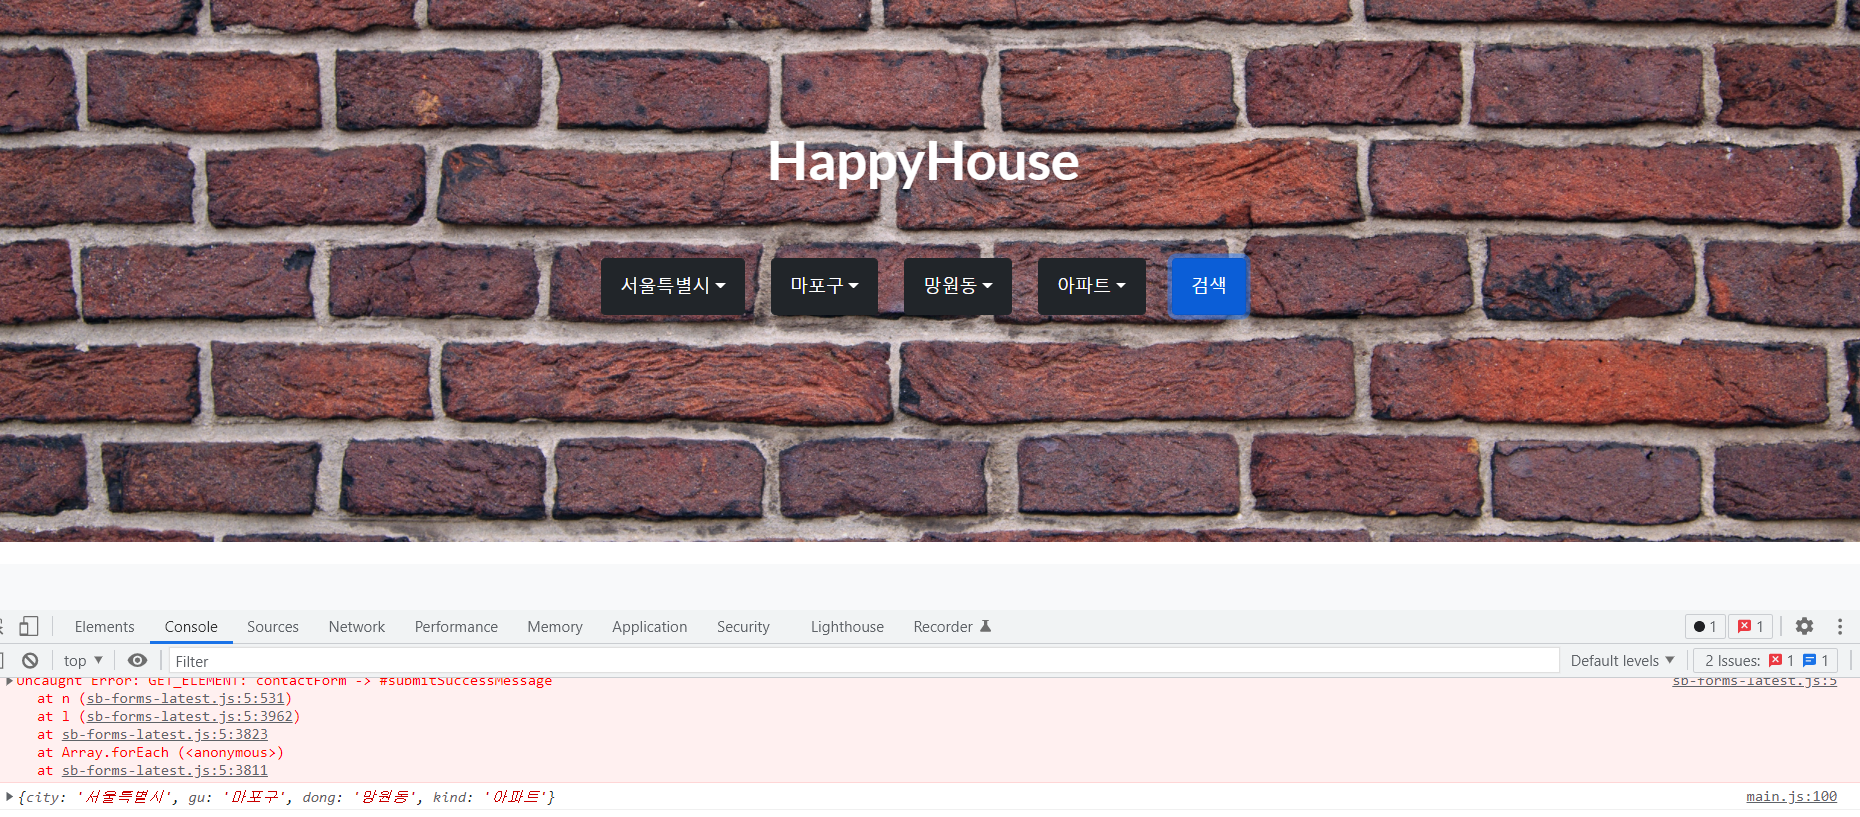 HappyHouse
서울특별시 마포구 망원동 아파트 검색
Elements Console Sources Network Performance Memory Application Security Lighthouse Recorder 1 1
top Filter Default levels 2 Issues: 1 1
Uncaught Error: GET_ELEMENT: contactForm -> #submitSuccessMessage sb-forms-latest.js:5
at n (sb-forms-latest.js:5:531)
at l (sb-forms-latest.js:5:3962)
at sb-forms-latest.js:5:3823
at Array.forEach (<anonymous>)
at sb-forms-latest.js:5:3811
{city: '서울특별시', gu: '마포구', dong: '망원동', kind: '아파트'} main.js:100